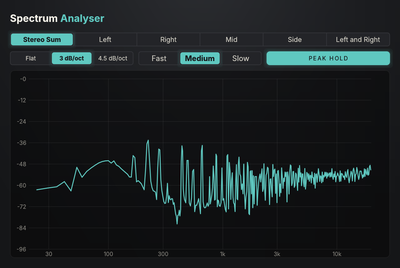 Spectrum Analyser
Stereo Sum Left Right Mid Side Left and Right
Flat 3 dB/oct 4.5 dB/oct Fast Medium Slow PEAK HOLD
-0
-12
-24
-36
-48
-60
-72
-84
-96
30 100 300 1k 3k 10k